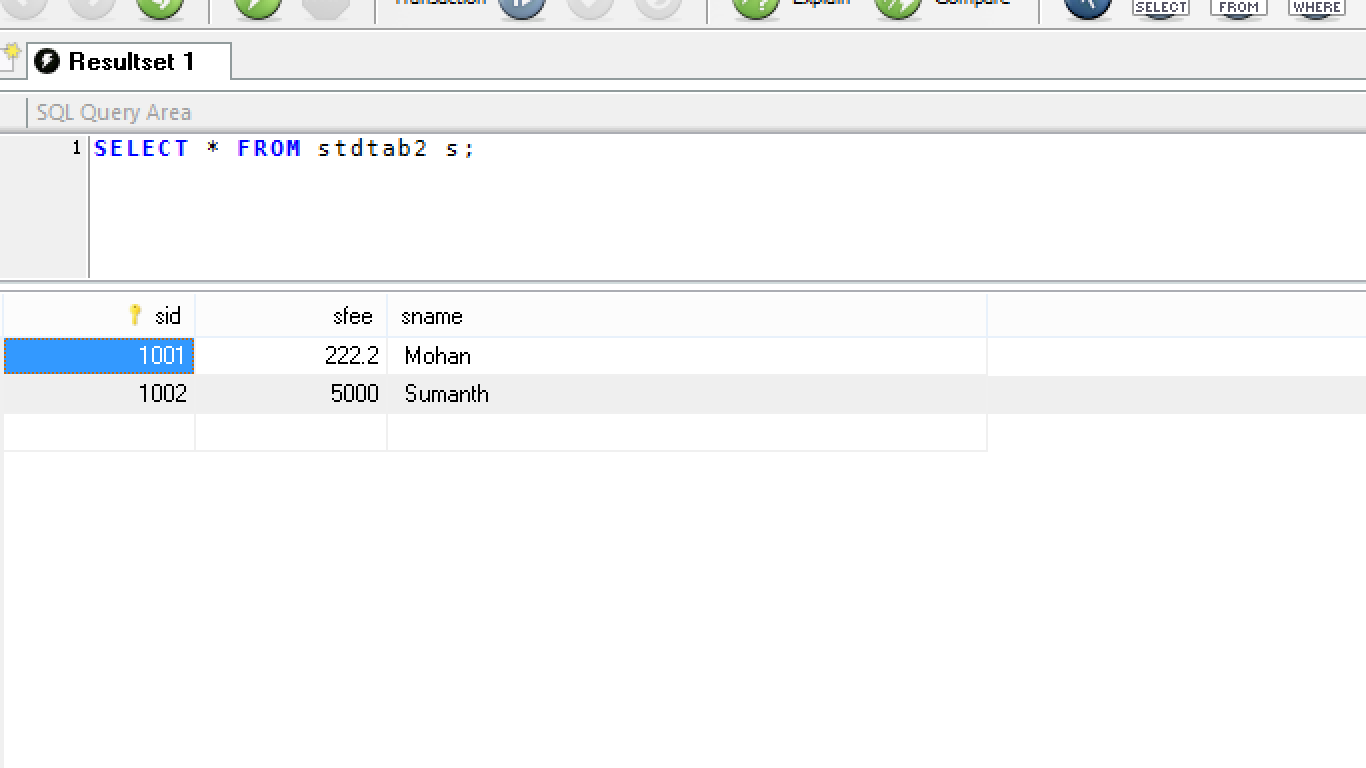 Transaction Explain Compare SELECT FROM WHERE
Resultset 1
SQL Query Area
1 SELECT * FROM stdtab2 s;
sid sfee sname
1001 222.2 Mohan
1002 5000 Sumanth